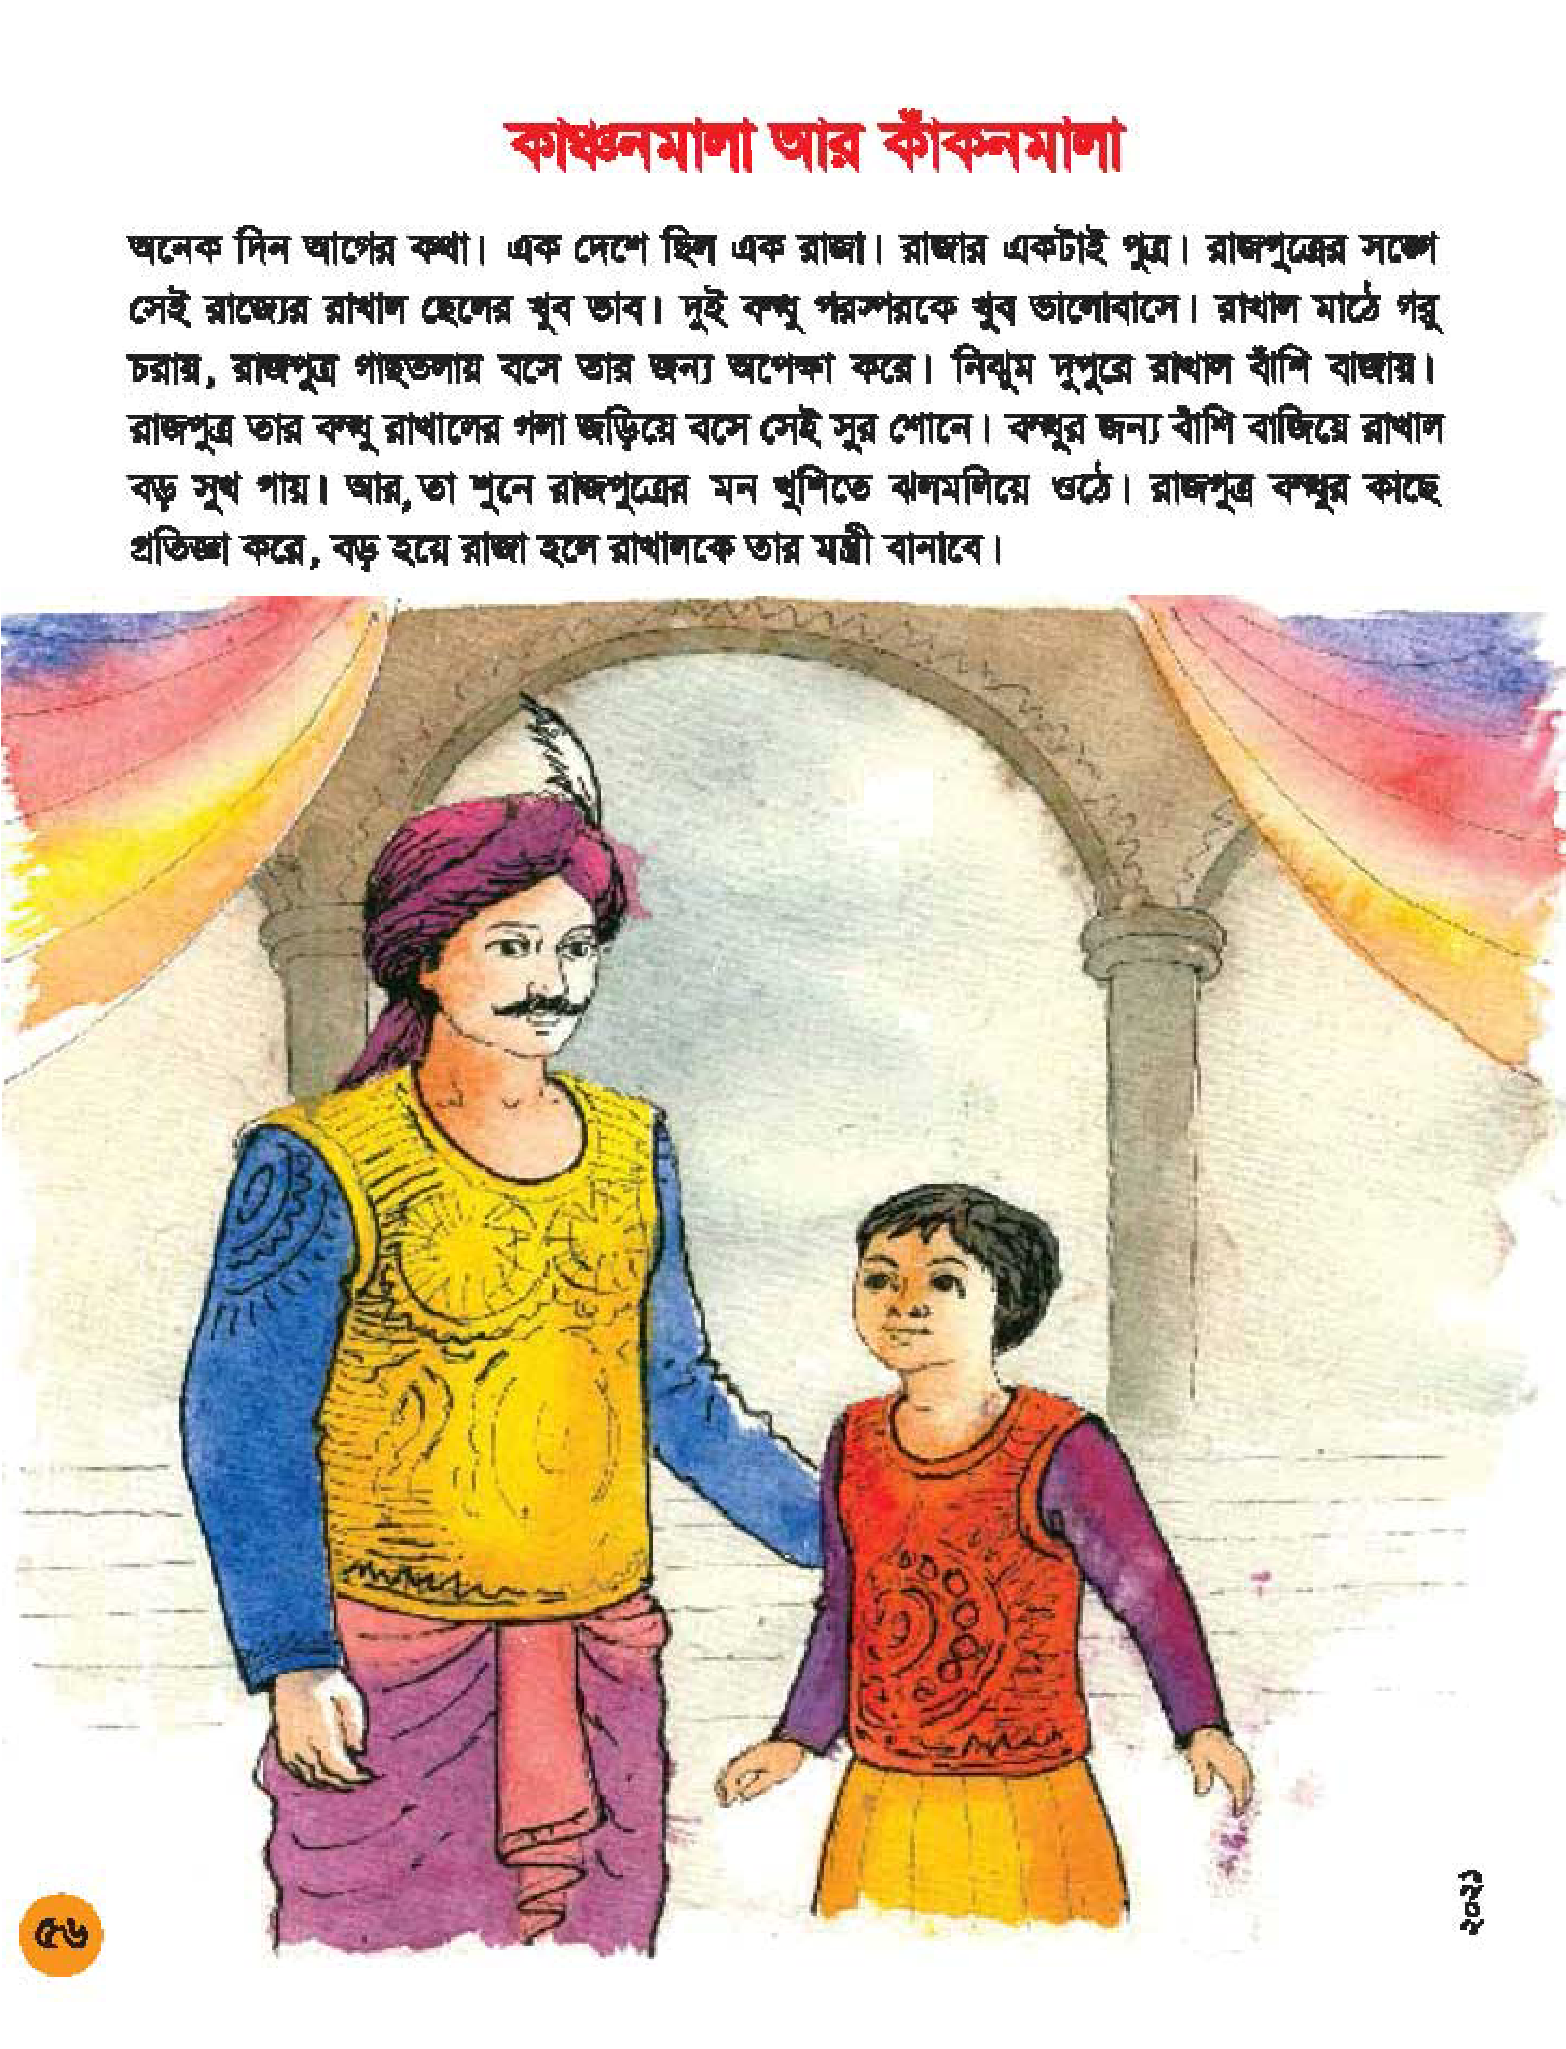 কাঞ্চনমালা আর কাঁকনমালা
অনেক দিন আগের কথা। এক দেশে ছিল এক রাজা। রাজার একটাই পুত্র। রাজপুত্রের সঙ্গে
সেই রাজ্যের রাখাল ছেলের খুব ভাব। দুই বন্ধু পরস্পরকে খুব ভালোবাসে। রাখাল মাঠে গরু
চরায়, রাজপুত্র গাছতলায় বসে তার জন্য অপেক্ষা করে। নিঝুম দুপুরে রাখাল বাঁশি বাজায়।
রাজপুত্র তার বন্ধু রাখালের গলা জড়িয়ে বসে সেই সুর শোনে। বন্ধুর জন্য বাঁশি বাজিয়ে রাখাল
বড় সুখ পায়। আর, তা শুনে রাজপুত্রের মন খুশিতে ঝলমলিয়ে ওঠে। রাজপুত্র বন্ধুর কাছে
প্রতিজ্ঞা করে, বড় হয়ে রাজা হলে রাখালকে তার মন্ত্রী বানাবে।
৫৬
২০২১